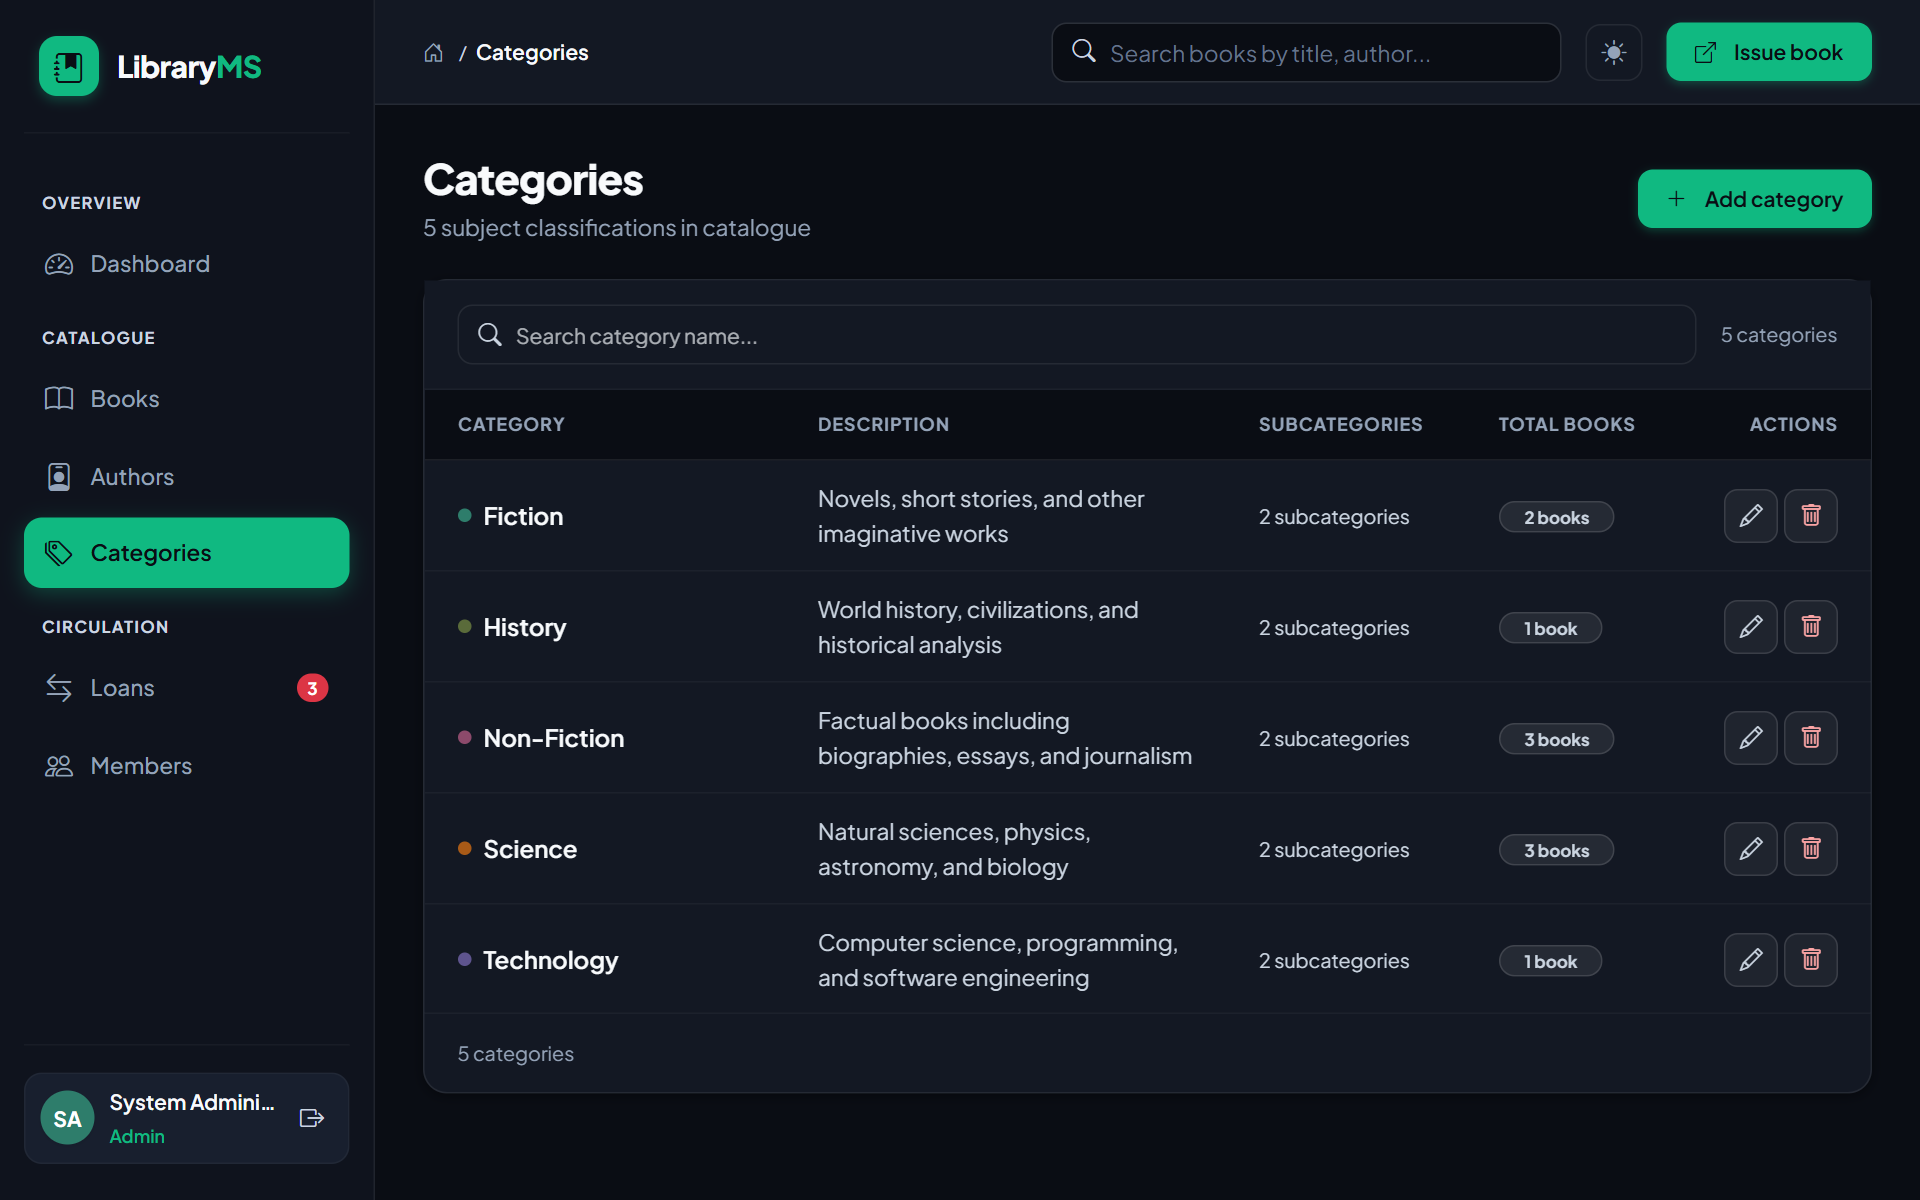 LibraryMS
OVERVIEW
Dashboard
CATALOGUE
Books
Authors
Categories
CIRCULATION
Loans 3
Members
SA
System Admini...
Admin
/ Categories
Search books by title, author...
Issue book
Categories
5 subject classifications in catalogue
Add category
Search category name...
5 categories
CATEGORY DESCRIPTION SUBCATEGORIES TOTAL BOOKS ACTIONS
Fiction
Novels, short stories, and other
imaginative works
2 subcategories
2 books
History
World history, civilizations, and
historical analysis
2 subcategories
1 book
Non-Fiction
Factual books including
biographies, essays, and journalism
2 subcategories
3 books
Science
Natural sciences, physics,
astronomy, and biology
2 subcategories
3 books
Technology
Computer science, programming,
and software engineering
2 subcategories
1 book
5 categories